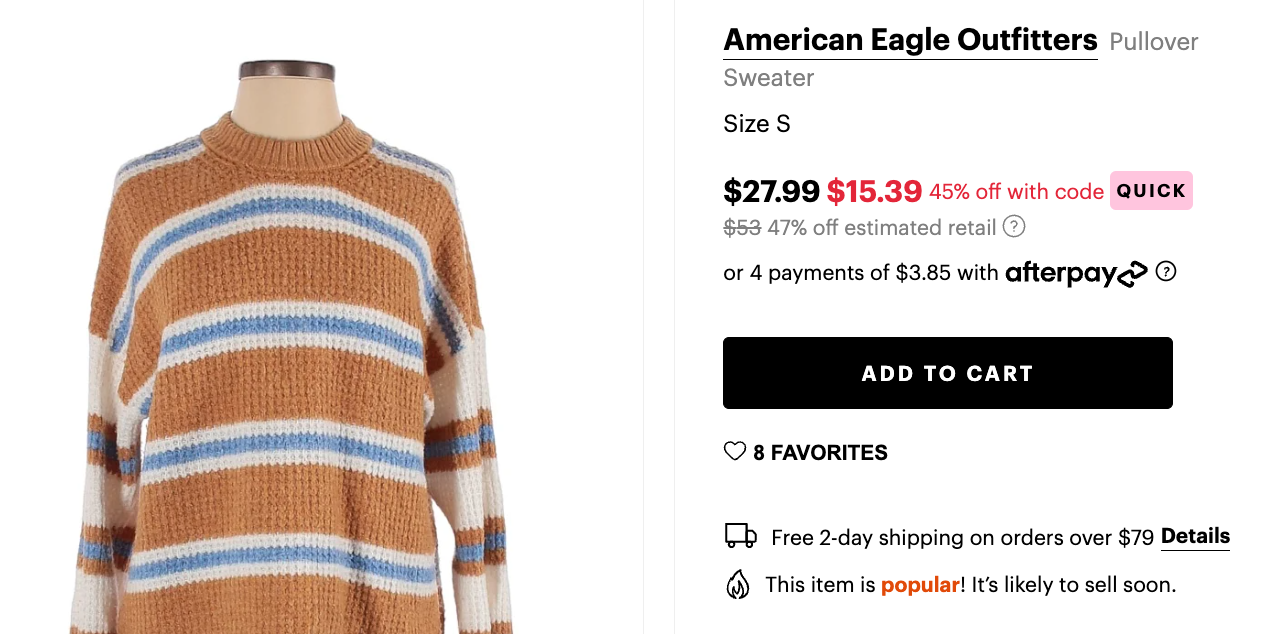 American Eagle Outfitters Pullover
Sweater
Size S
$27.99 $15.39 45% off with code QUICK
$53 47% off estimated retail ?
or 4 payments of $3.85 with afterpay ?
ADD TO CART
8 FAVORITES
Free 2-day shipping on orders over $79 Details
This item is popular! It’s likely to sell soon.